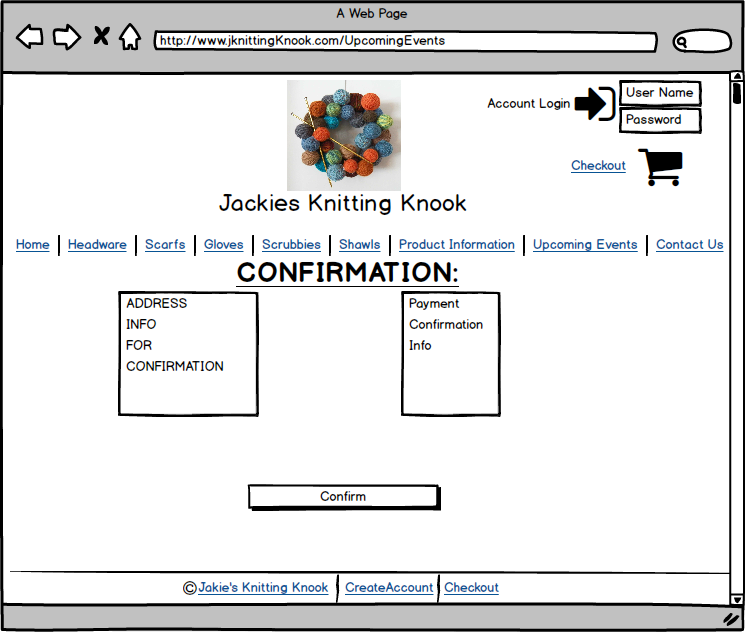 A Web Page
http://www.jknittingKnook.com/UpcomingEvents
Account Login
User Name
Password
Checkout
Jackies Knitting Knook
Home Headware Scarfs Gloves Scrubbies Shawls Product Information Upcoming Events Contact Us
CONFIRMATION:
ADDRESS
INFO
FOR
CONFIRMATION
Payment
Confirmation
Info
Confirm
©Jakie's Knitting Knook CreateAccount Checkout